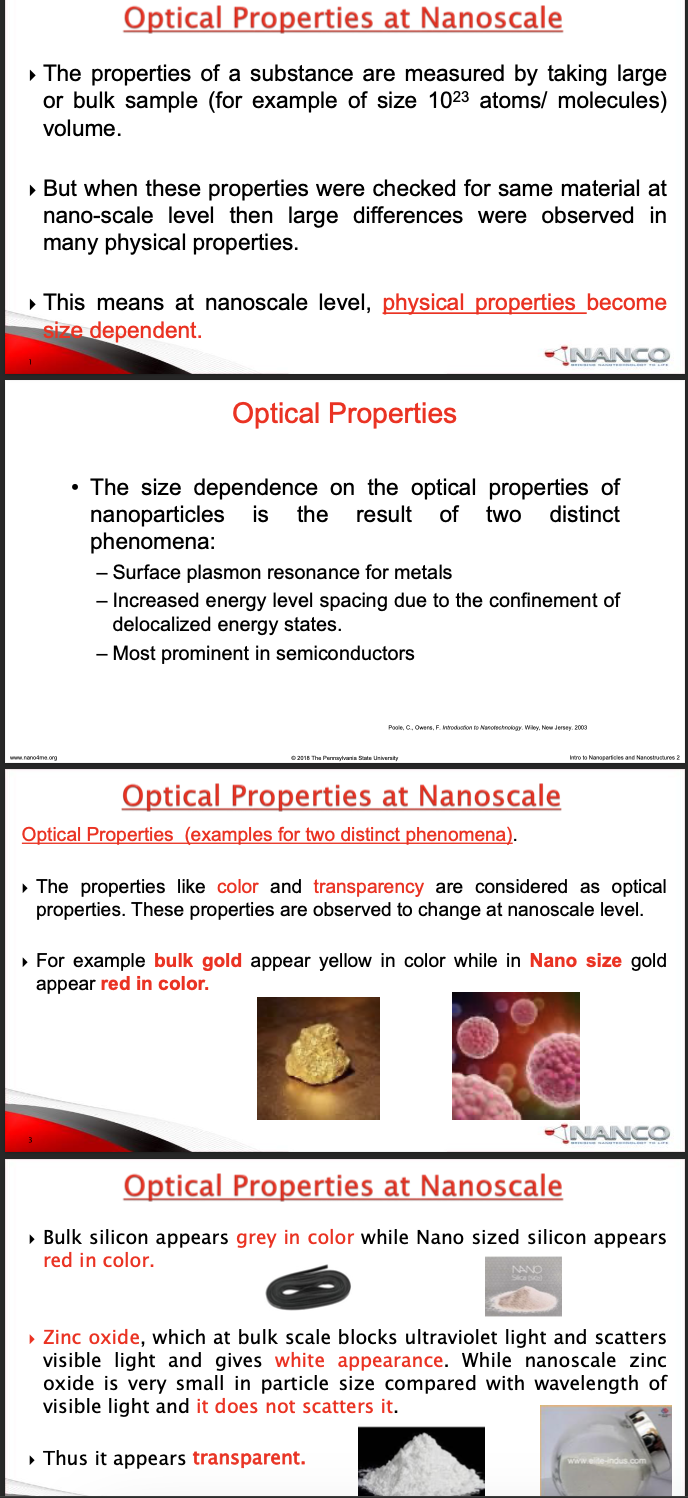 Optical Properties at Nanoscale
‣ The properties of a substance are measured by taking large
or bulk sample (for example of size 10²³ atoms/ molecules)
volume.
‣ But when these properties were checked for same material at
nano-scale level then large differences were observed in
many physical properties.
‣ This means at nanoscale level, physical properties become
size dependent.
1
NANCO
BRINGING NANOTECHNOLOGY TO LIFE
Optical Properties
• The size dependence on the optical properties of
nanoparticles is the result of two distinct
phenomena:
– Surface plasmon resonance for metals
– Increased energy level spacing due to the confinement of
delocalized energy states.
– Most prominent in semiconductors
Poole, C., Owens, F. Introduction to Nanotechnology. Wiley, New Jersey. 2003
www.nano4me.org
© 2018 The Pennsylvania State University
Intro to Nanoparticles and Nanostructures 2
Optical Properties at Nanoscale
Optical Properties (examples for two distinct phenomena).
‣ The properties like color and transparency are considered as optical
properties. These properties are observed to change at nanoscale level.
‣ For example bulk gold appear yellow in color while in Nano size gold
appear red in color.
3
NANCO
BRINGING NANOTECHNOLOGY TO LIFE
Optical Properties at Nanoscale
‣ Bulk silicon appears grey in color while Nano sized silicon appears
red in color.
NANO
‣ Zinc oxide, which at bulk scale blocks ultraviolet light and scatters
visible light and gives white appearance. While nanoscale zinc
oxide is very small in particle size compared with wavelength of
visible light and it does not scatters it.
‣ Thus it appears transparent.
www.elite-indus.com